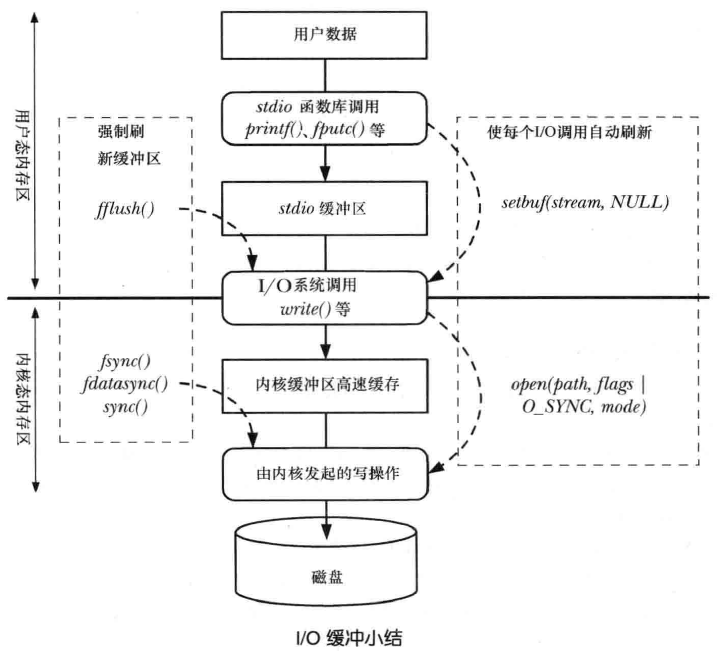 用户数据
stdio 函数库调用
printf()、fputc() 等
用户态内存区
强制刷
新缓冲区
fflush()
使每个I/O调用自动刷新
setbuf(stream, NULL)
stdio 缓冲区
I/O系统调用
write() 等
内核态内存区
fsync()
fdatasync()
sync()
内核缓冲区高速缓存
open(path, flags |
O_SYNC, mode)
由内核发起的写操作
磁盘
I/O 缓冲小结